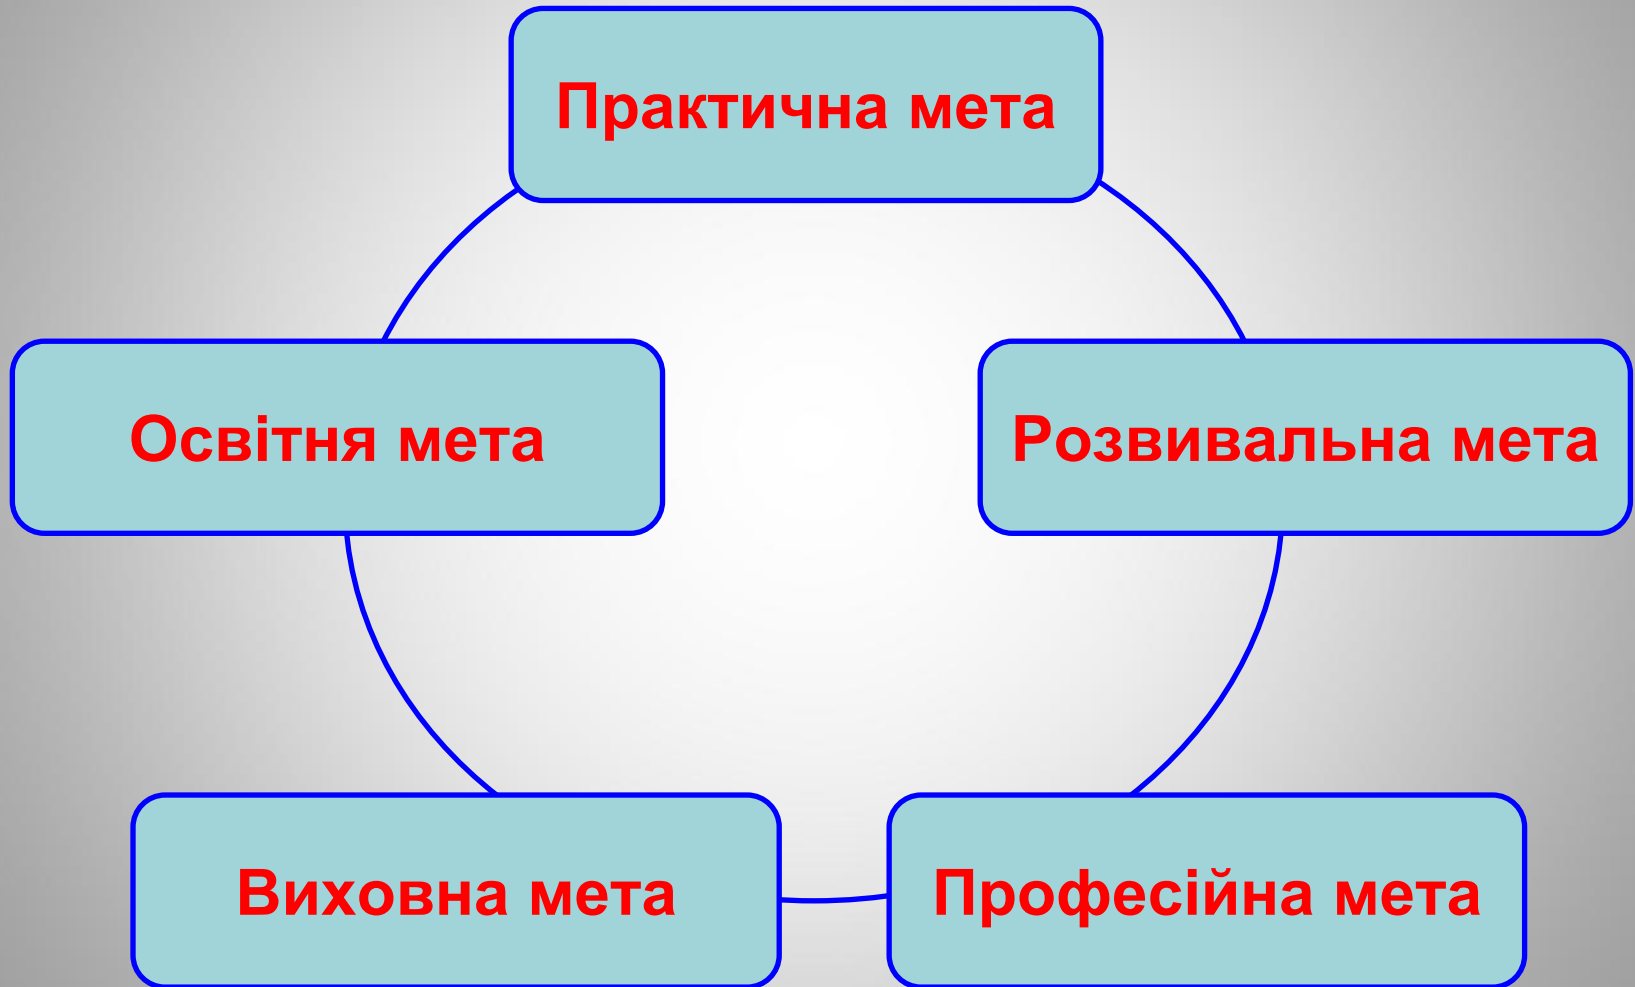 Практична мета
Освітня мета
Розвивальна мета
Виховна мета
Професійна мета